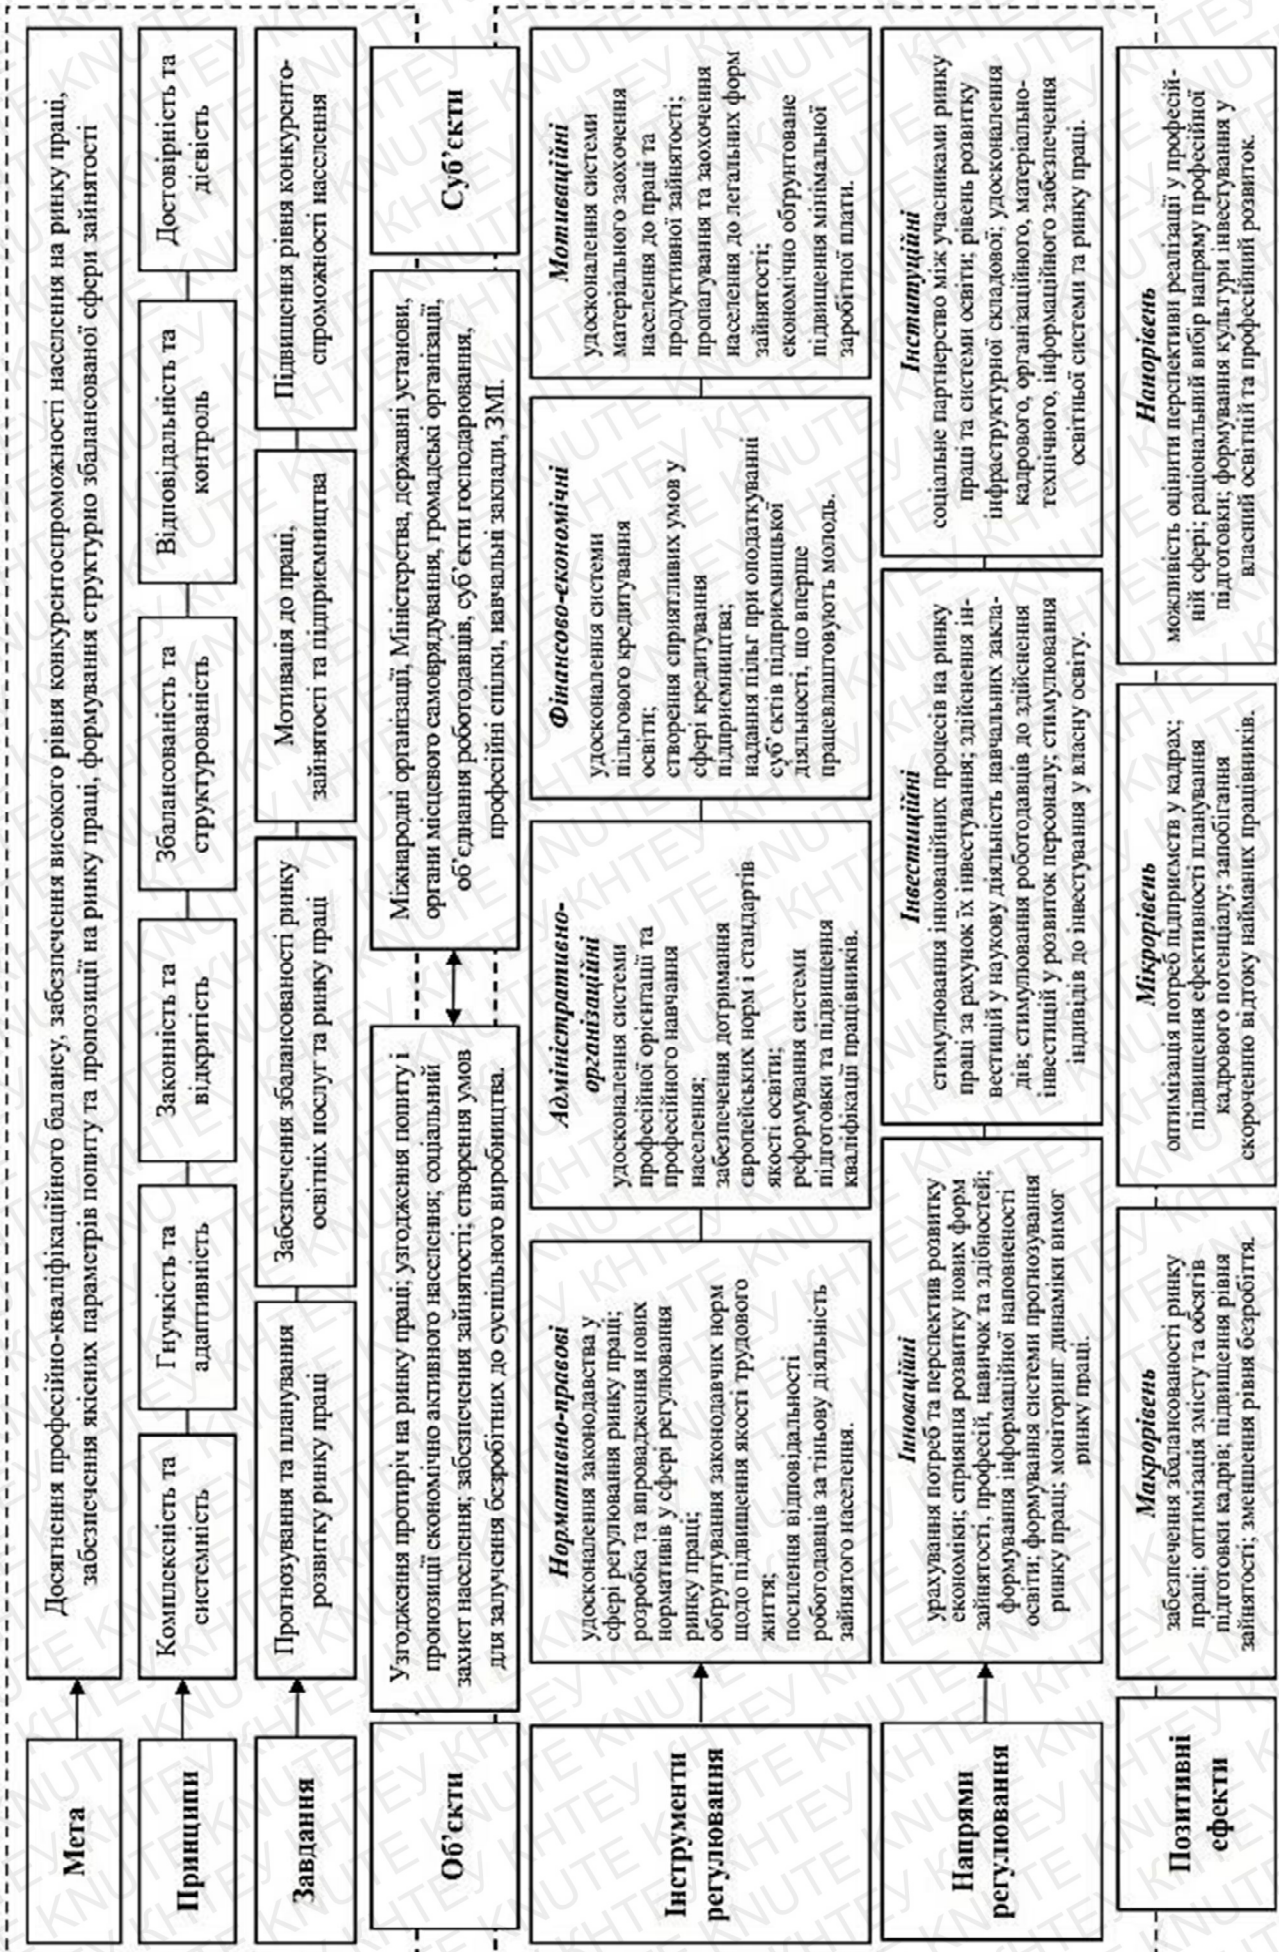 Мета
Досягнення професійно-кваліфікаційного балансу, забезпечення високого рівня конкурентоспроможності населення на ринку праці,
забезпечення якісних параметрів попиту та пропозиції на ринку праці, формування структурно збалансованої сфери зайнятості
Принципи
Комплексність та
системність
Гнучкість та
адаптивність
Законність та
відкритість
Збалансованість та
структурованість
Відповідальність та
контроль
Достовірність та
дієвість
Завдання
Прогнозування та планування
розвитку ринку праці
Забезпечення збалансованості ринку
освітніх послуг та ринку праці
Мотивація до праці,
зайнятості та підприємництва
Підвищення рівня конкуренто-
спроможності населення
Об’єкти
Узгодження протиріч на ринку праці; узгодження попиту і
пропозиції економічно активного населення; соціальний
захист населення, забезпечення зайнятості; створення умов
для залучення безробітних до суспільного виробництва.
Міжнародні організації, Міністерства, державні установи,
органи місцевого самоврядування, громадські організації,
об’єднання роботодавців, суб’єкти господарювання,
професійні спілки, навчальні заклади, ЗМІ.
Суб’єкти
Інструменти
регулювання
Нормативно-правові
удосконалення законодавства у
сфері регулювання ринку праці;
розробка та впровадження нових
нормативів у сфері регулювання
ринку праці;
обґрунтування законодавчих норм
щодо підвищення якості трудового
життя;
посилення відповідальності
роботодавців за тіньову діяльність
зайнятого населення.
Адміністративно-
організаційні
удосконалення системи
професійної орієнтації та
професійного навчання
населення;
забезпечення дотримання
європейських норм і стандартів
якості освіти;
реформування системи
підготовки та підвищення
кваліфікації працівників.
Фінансово-економічні
удосконалення системи
пільгового кредитування
освіти;
створення сприятливих умов у
сфері кредитування
підприємництва;
надання пільг при оподаткуванні
суб’єктів підприємницької
діяльності, що вперше
працевлаштовують молодь.
Мотиваційні
удосконалення системи
матеріального заохочення
населення до праці та
продуктивної зайнятості;
пропагування та заохочення
населення до легальних форм
зайнятості;
економічно обґрунтоване
підвищення мінімальної
заробітної плати.
Напрями
регулювання
Інноваційні
урахування потреб та перспектив розвитку
економіки; сприяння розвитку нових форм
зайнятості, професій, навичок та здібностей;
формування інформаційної наповненості
освіти; формування системи прогнозування
ринку праці; моніторинг динаміки вимог
ринку праці.
Інвестиційні
стимулювання інноваційних процесів на ринку
праці за рахунок їх інвестування; здійснення ін-
вестицій у наукову діяльність навчальних закла-
дів; стимулювання роботодавців до здійснення
інвестицій у розвиток персоналу; стимулювання
індивідів до інвестування у власну освіту.
Інституційні
соціальне партнерство між учасниками ринку
праці та системи освіти; рівень розвитку
інфраструктурної складової; удосконалення
кадрового, організаційного, матеріально-
технічного, інформаційного забезпечення
освітньої системи та ринку праці.
Позитивні
ефекти
Макрорівень
забезпечення збалансованості ринку
праці; оптимізація змісту та обсягів
підготовки кадрів; підвищення рівня
зайнятості; зменшення рівня безробіття.
Мікрорівень
оптимізація потреб підприємств у кадрах;
підвищення ефективності планування
кадрового потенціалу; запобігання
скороченню відтоку найманих працівників.
Нанорівень
можливість оцінити перспективи реалізації у професій-
ній сфері; раціональний вибір напряму професійної
підготовки; формування культури інвестування у
власний освітній та професійний розвиток.
KNUTE КНТЕУ